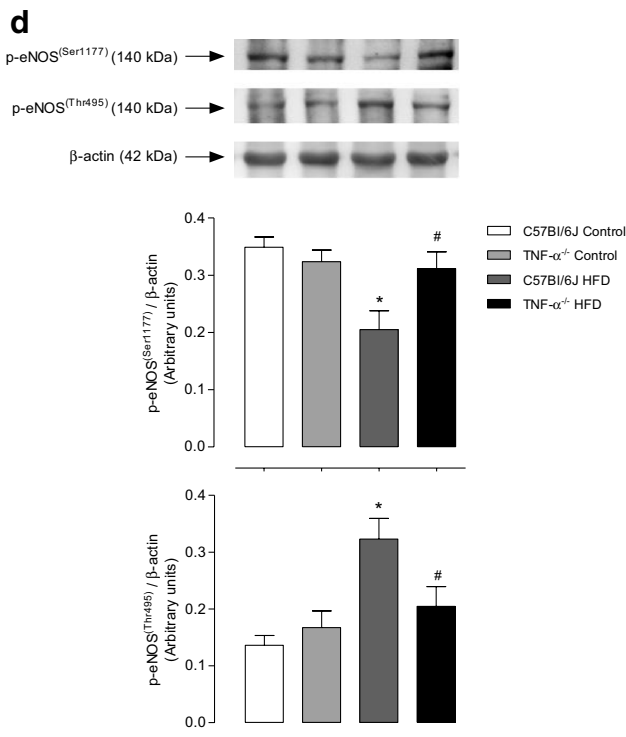 d
p-eNOS(Ser1177) (140 kDa)
p-eNOS(Thr495) (140 kDa)
β-actin (42 kDa)
p-eNOS(Ser1177) / β-actin
(Arbitrary units)
0.4
0.3
0.2
0.1
0.0
*
#
C57Bl/6J Control
TNF-α-/- Control
C57Bl/6J HFD
TNF-α-/- HFD
p-eNOS(Thr495) / β-actin
(Arbitrary units)
0.4
0.3
0.2
0.1
0.0
*
#